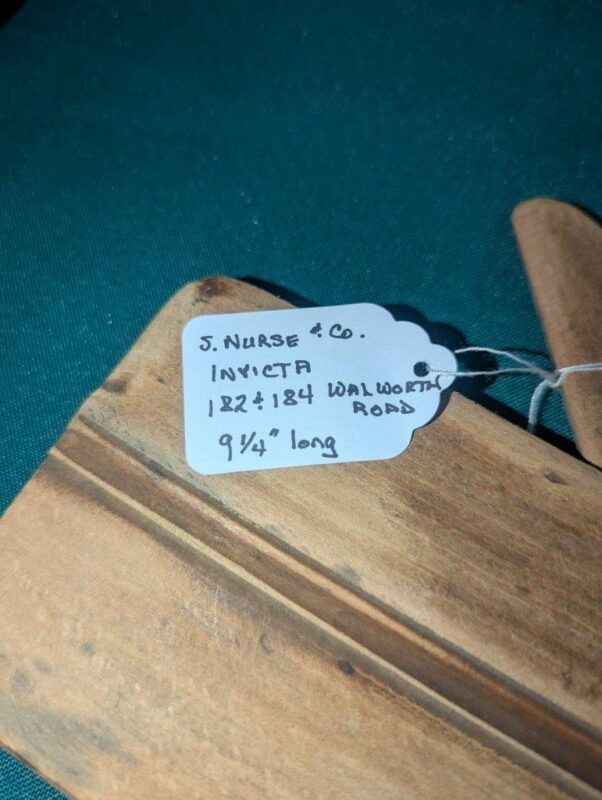 J. NURSE & Co.
INVICTA
182 & 184 WALWORTH
ROAD
9 1/4" long